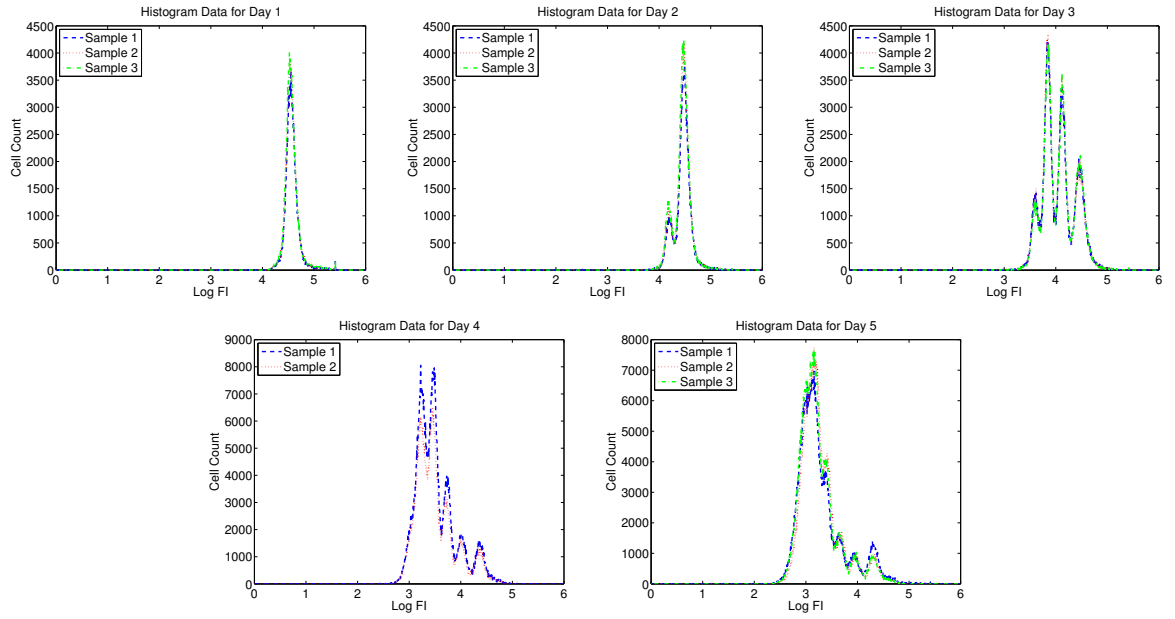 Histogram Data for Day 1
4500
4000
3500
3000
2500
2000
1500
1000
500
0
Cell Count
Sample 1
Sample 2
Sample 3
0 1 2 3 4 5 6
Log FI
Histogram Data for Day 2
4500
4000
3500
3000
2500
2000
1500
1000
500
0
Cell Count
Sample 1
Sample 2
Sample 3
0 1 2 3 4 5 6
Log FI
Histogram Data for Day 3
4500
4000
3500
3000
2500
2000
1500
1000
500
0
Cell Count
Sample 1
Sample 2
Sample 3
0 1 2 3 4 5 6
Log FI
Histogram Data for Day 4
9000
8000
7000
6000
5000
4000
3000
2000
1000
0
Cell Count
Sample 1
Sample 2
0 1 2 3 4 5 6
Log FI
Histogram Data for Day 5
8000
7000
6000
5000
4000
3000
2000
1000
0
Cell Count
Sample 1
Sample 2
Sample 3
0 1 2 3 4 5 6
Log FI